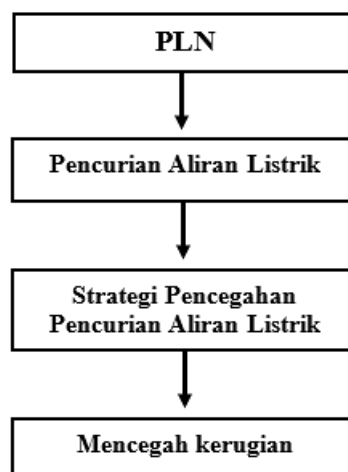 PLN
Pencurian Aliran Listrik
Strategi Pencegahan
Pencurian Aliran Listrik
Mencegah kerugian